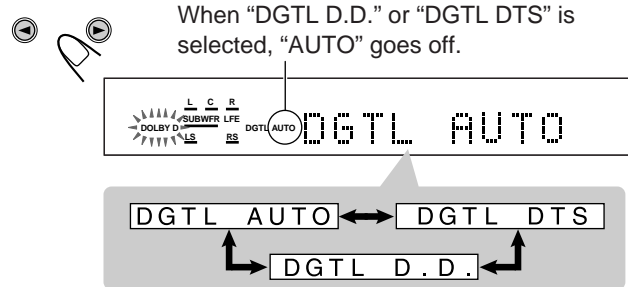 When “DGTL D.D.” or “DGTL DTS” is
selected, “AUTO” goes off.
L C R
SUBWFR LFE
DOLBY D
LS RS
DGTL AUTO
DGTL AUTO
DGTL AUTO
DGTL DTS
DGTL D.D.